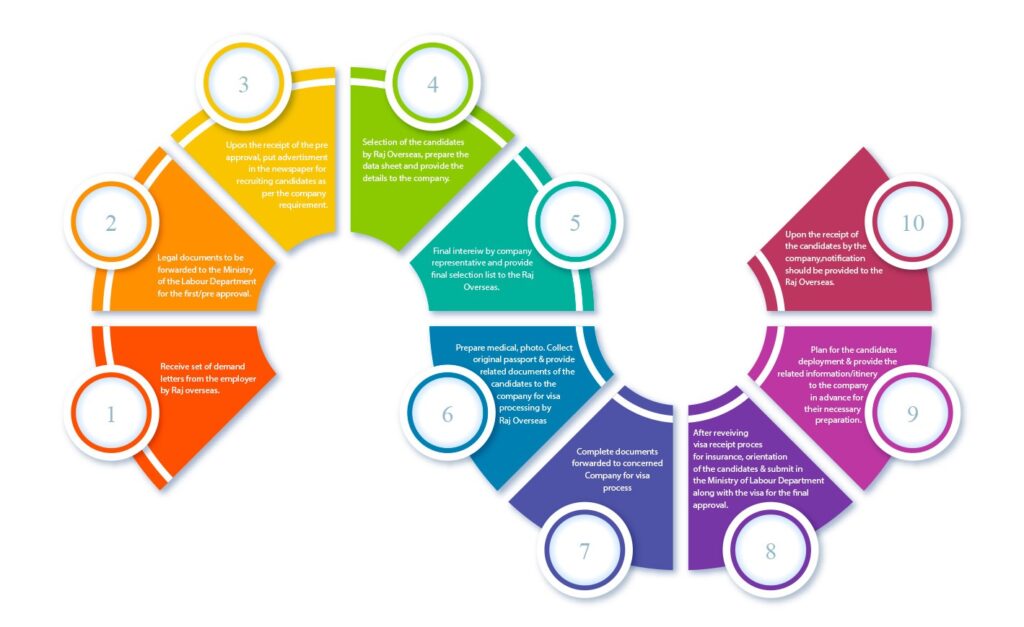 1
Receive set of demand
letters from the employer
by Raj overseas.
2
Legal documents to be
forwarded to the Ministry
of the Labour Department
for the first/pre approval.
3
Upon the receipt of the pre
approval, put advertisment
in the newspaper for
recruiting candidates as
per the company
requirement.
4
Selection of the candidates
by Raj Overseas, prepare the
data sheet and provide the
details to the company.
5
Final intereiw by company
representative and provide
final selection list to the Raj
Overseas.
6
Prepare medical, photo. Collect
original passport & provide
related documents of the
candidates to the
company for visa
processing by
Raj Overseas
7
Complete documents
forwarded to concerned
Company for visa
process
8
After reveiving
visa receipt proces
for insurance, orientation
of the candidates & submit in
the Ministry of Labour Department
along with the visa for the final
approval.
9
Plan for the candidates
deployment & provide the
related information/itinery
to the company
in advance for
their necessary
preparation.
10
Upon the receipt of
the candidates by the
company,notification
should be provided to the
Raj Overseas.